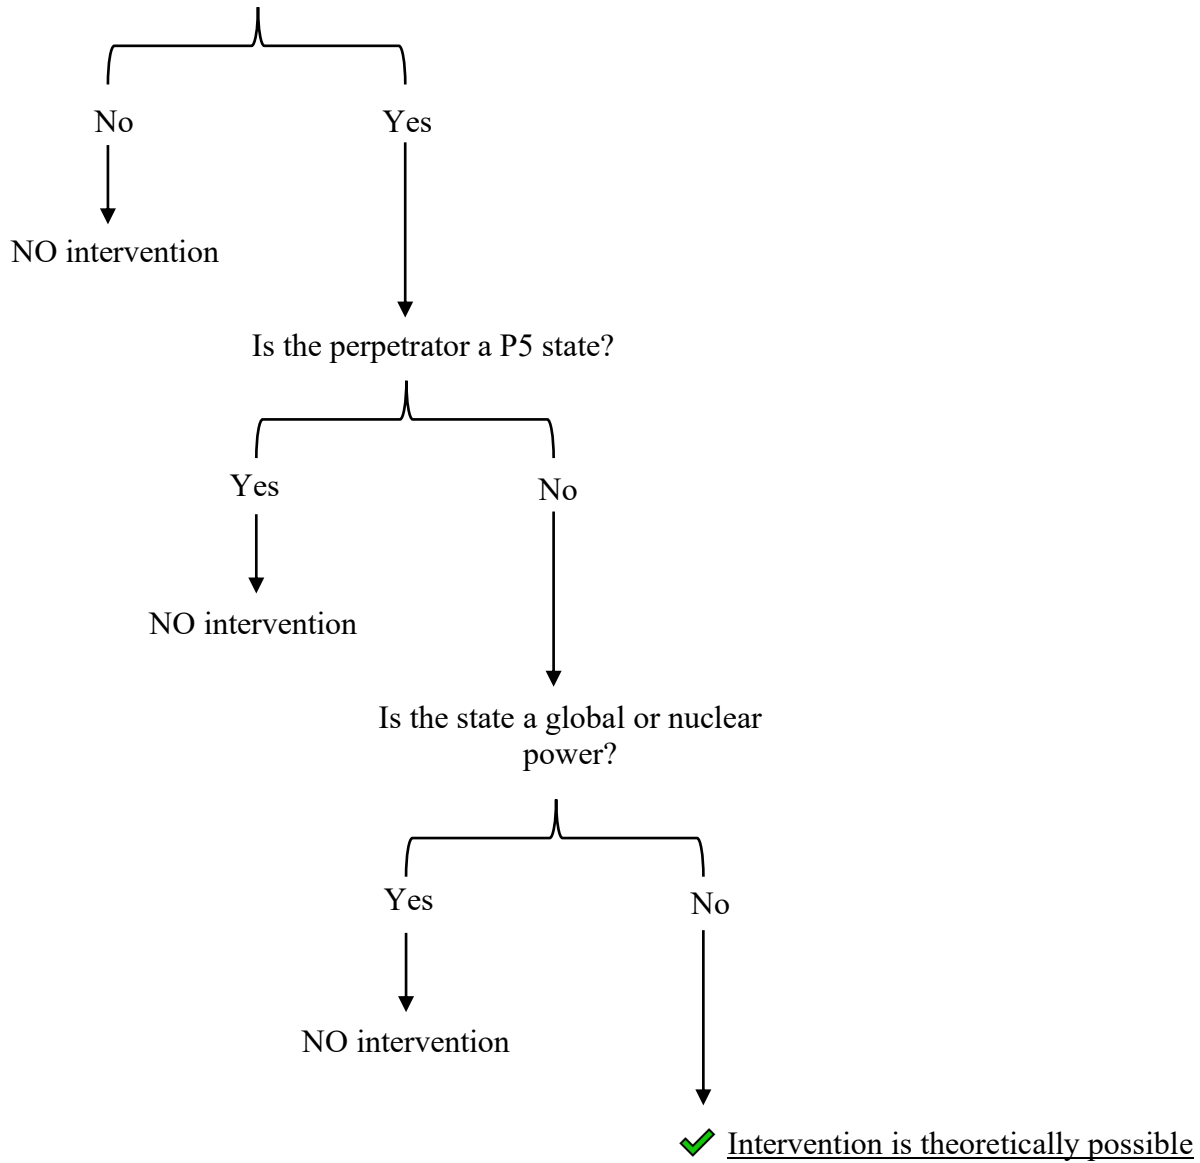 No
Yes
NO intervention
Is the perpetrator a P5 state?
Yes
No
NO intervention
Is the state a global or nuclear
power?
Yes
No
NO intervention
Intervention is theoretically possible